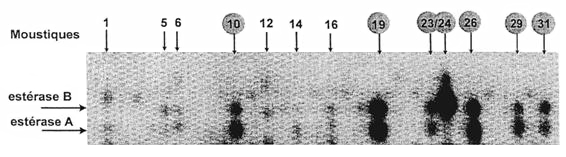 Moustiques 1 5 6 10 12 14 16 19 23/24 26 29 31
estérase B
estérase A